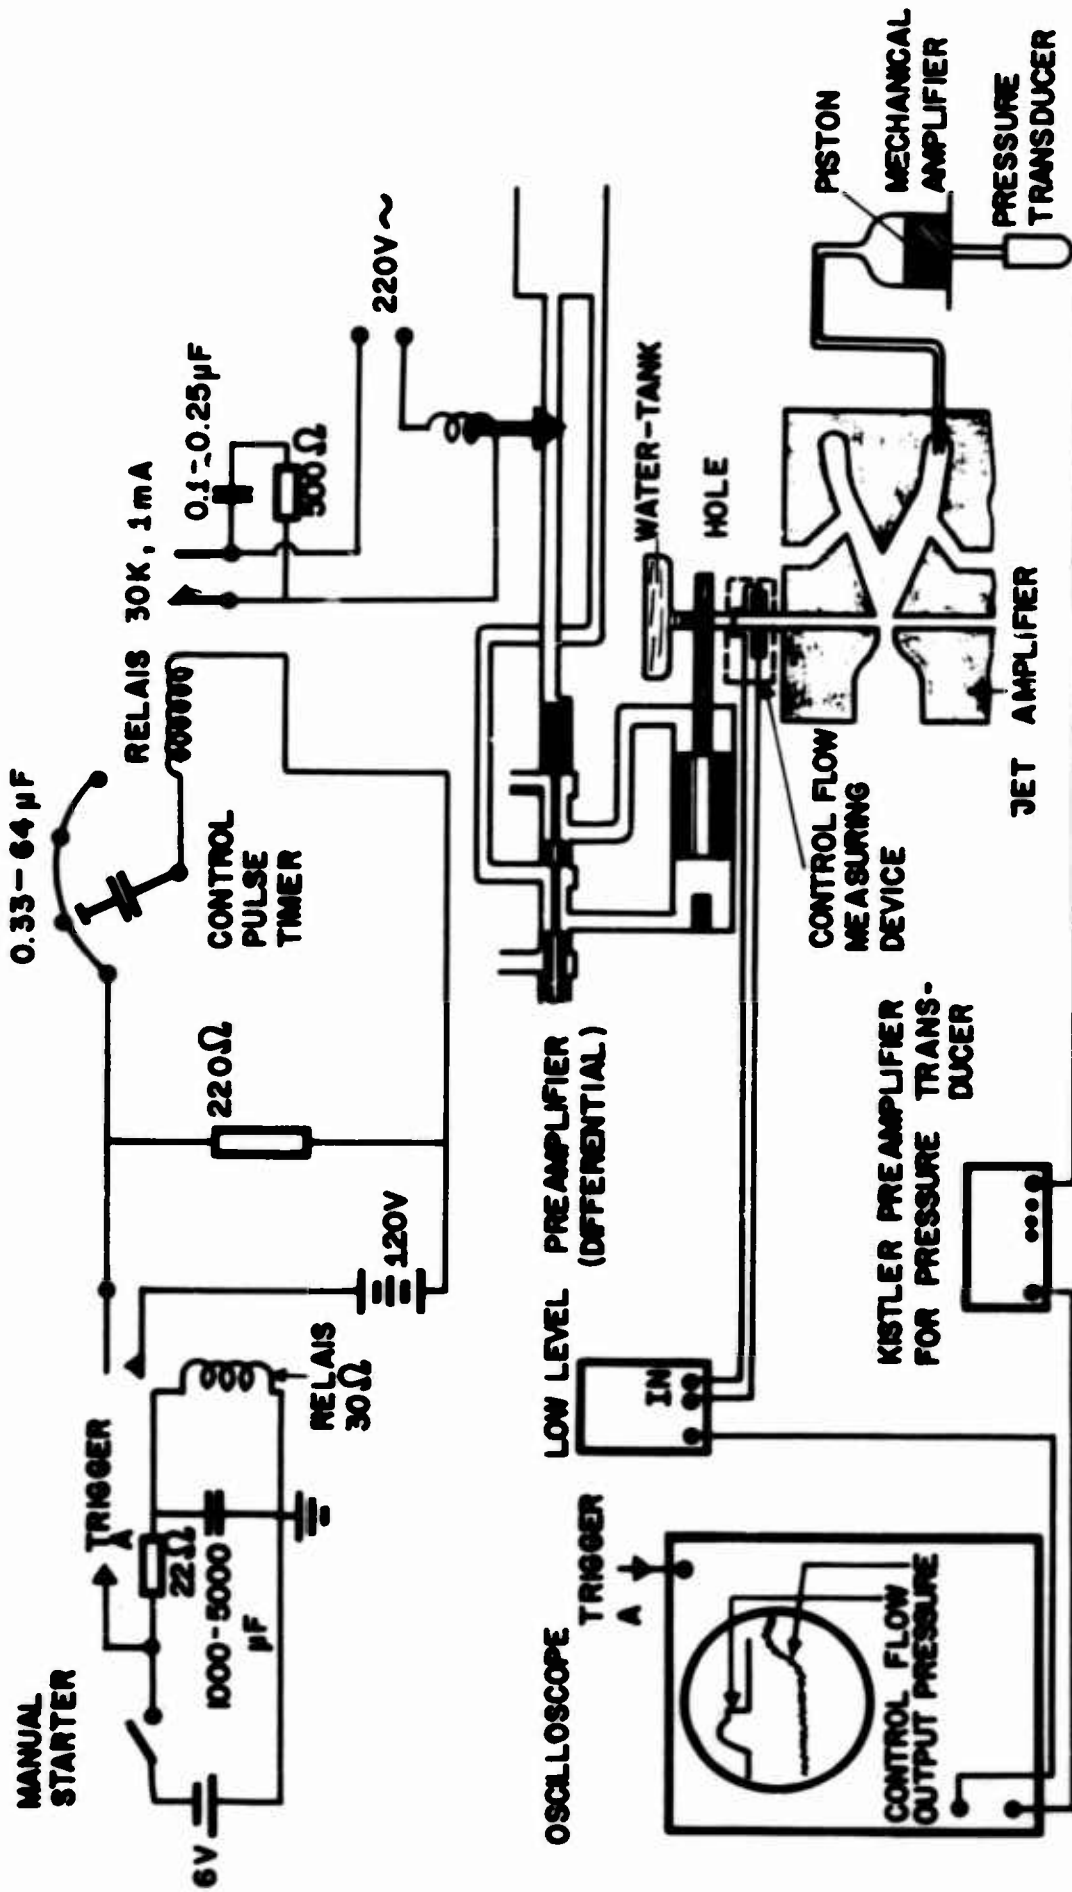 MANUAL
STARTER
6V
TRIGGER
A
22Ω
1000-5000
µF
RELAIS
30Ω
120V
220Ω
0.33-64µF
CONTROL
PULSE
TIMER
RELAIS 30K, 1mA
0.1-0.25µF
500Ω
220V~
OSCILLOSCOPE
TRIGGER
A
CONTROL FLOW
OUTPUT PRESSURE
LOW LEVEL PREAMPLIFIER
(DIFFERENTIAL)
IN
KISTLER PREAMPLIFIER
FOR PRESSURE TRANS-
DUCER
CONTROL FLOW
MEASURING
DEVICE
WATER-TANK
HOLE
JET AMPLIFIER
PISTON
MECHANICAL
AMPLIFIER
PRESSURE
TRANSDUCER